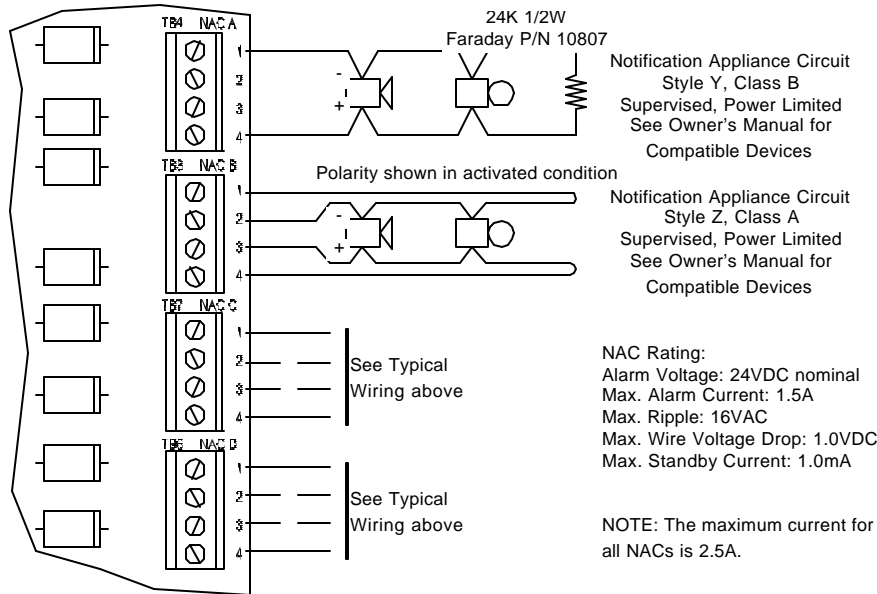 24K 1/2W
Faraday P/N 10807
TB4 NAC A
1
2
3
4
-
+
Notification Appliance Circuit
Style Y, Class B
Supervised, Power Limited
See Owner's Manual for
Compatible Devices
Polarity shown in activated condition
TB3 NAC B
1
2
3
4
-
+
Notification Appliance Circuit
Style Z, Class A
Supervised, Power Limited
See Owner's Manual for
Compatible Devices
TB7 NAC C
1
2
3
4
See Typical
Wiring above
NAC Rating:
Alarm Voltage: 24VDC nominal
Max. Alarm Current: 1.5A
Max. Ripple: 16VAC
Max. Wire Voltage Drop: 1.0VDC
Max. Standby Current: 1.0mA
NAC D
1
2
3
4
See Typical
Wiring above
NOTE: The maximum current for
all NACs is 2.5A.